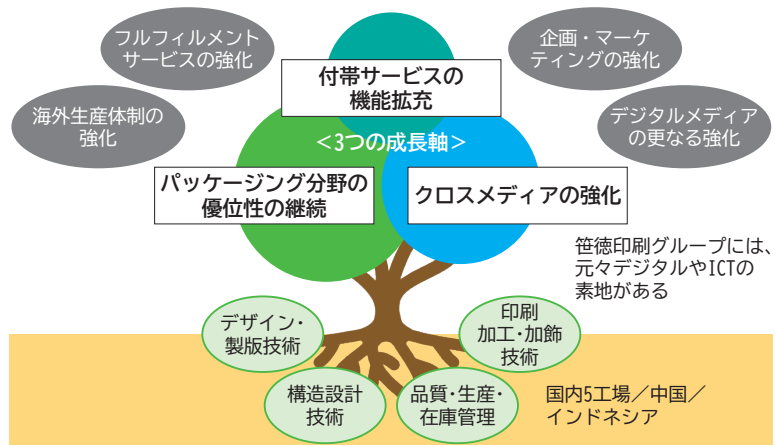 フルフィルメント
サービスの強化
企画・マーケ
ティングの強化
付帯サービスの
機能拡充
海外生産体制の
強化
デジタルメディア
の更なる強化
<3つの成長軸>
パッケージング分野の
優位性の継続
クロスメディアの強化
笹徳印刷グループには、
元々デジタルやICTの
素地がある
デザイン・
製版技術
印刷
加工・加飾
技術
構造設計
技術
品質・生産・
在庫管理
国内5工場／中国／
インドネシア